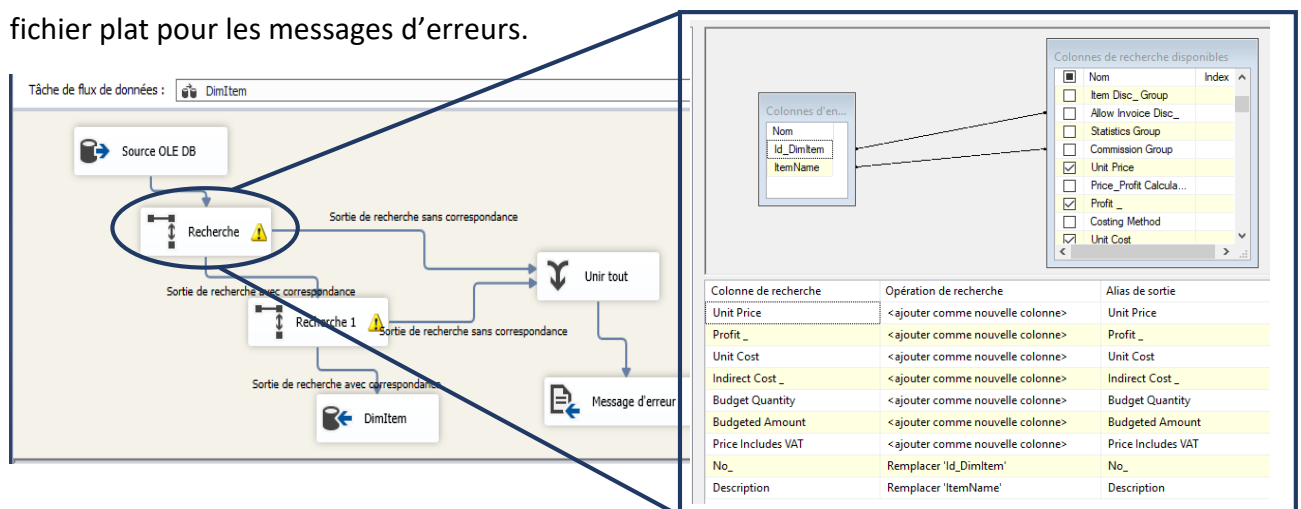 fichier plat pour les messages d’erreurs.
Tâche de flux de données : DimItem
Source OLE DB
Recherche
Sortie de recherche sans correspondance
Unir tout
Sortie de recherche avec correspondance
Recherche 1
Sortie de recherche sans correspondance
Sortie de recherche avec correspondance
DimItem
Message d'erreur
Colonnes d'en...
Nom
Id_DimItem
ItemName
Colonnes de recherche disponibles
Nom Index
Item Disc_ Group
Allow Invoice Disc_
Statistics Group
Commission Group
Unit Price
Price_Profit Calcula...
Profit _
Costing Method
Unit Cost
Colonne de recherche Opération de recherche Alias de sortie
Unit Price <ajouter comme nouvelle colonne> Unit Price
Profit _ <ajouter comme nouvelle colonne> Profit _
Unit Cost <ajouter comme nouvelle colonne> Unit Cost
Indirect Cost _ <ajouter comme nouvelle colonne> Indirect Cost _
Budget Quantity <ajouter comme nouvelle colonne> Budget Quantity
Budgeted Amount <ajouter comme nouvelle colonne> Budgeted Amount
Price Includes VAT <ajouter comme nouvelle colonne> Price Includes VAT
No_ Remplacer 'Id_DimItem' No_
Description Remplacer 'ItemName' Description